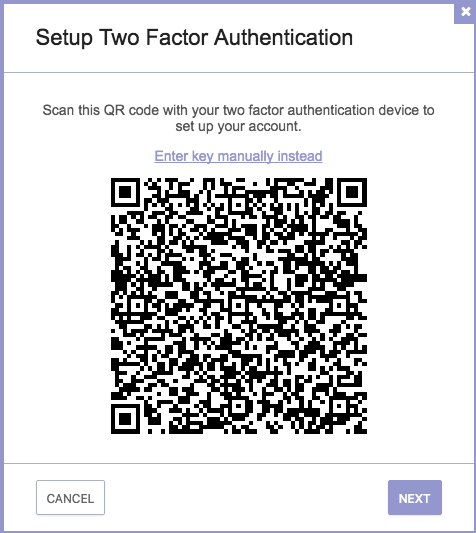 Setup Two Factor Authentication
Scan this QR code with your two factor authentication device to
set up your account.
Enter key manually instead
CANCEL
NEXT